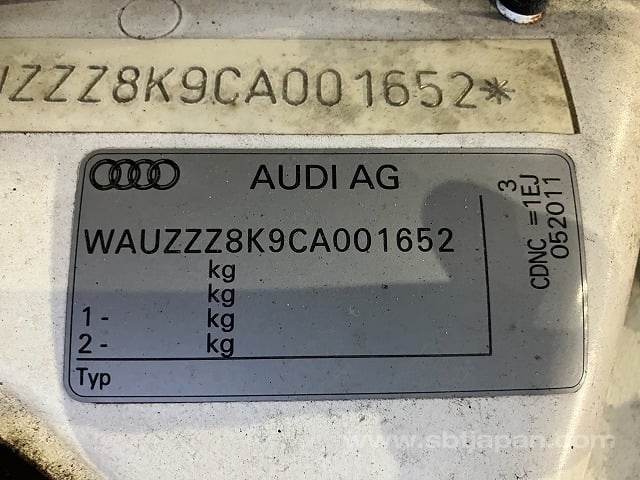 UZZZ8K9CA001652*
AUDI AG
WAUZZZ8K9CA001652
kg
kg
1 - kg
2 - kg
Typ
3
CDNC =1EJ
052011
www.sbtjapan.com